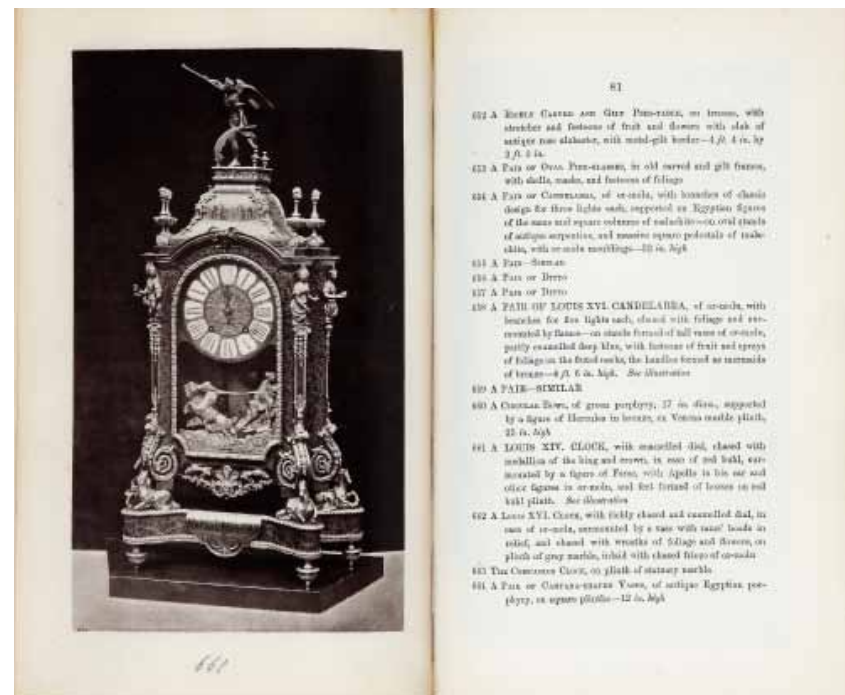 661
81
652 A RICHLY CARVED AND GILT PIER-TABLE, on trusses, with
stretcher and festoons of fruit and flowers with slab of
antique rose alabaster, with metal-gilt border—4 ft. 4 in. by
2 ft. 5 in.
653 A PAIR OF OVAL PIER-GLASSES, in old carved and gilt frames,
with shells, masks, and festoons of foliage
654 A PAIR OF CANDELABRA, of or-molu, with branches of classic
design for three lights each, supported on Egyptian figures
of the same and square columns of malachite—on oval stands
of antique serpentine, and massive square pedestals of mala-
chite, with or-molu mouldings—
in. high
655 A PAIR—SIMILAR
656 A PAIR OF DITTO
657 A PAIR OF DITTO
658 A PAIR OF LOUIS XVI. CANDELABRA, of or-molu, with
branches for five lights each, chased with foliage and sur-
mounted by flames—on stands formed of tall vases of or-molu,
partly enamelled deep blue, with festoons of fruit and sprays
of foliage on the fluted necks, the handles formed as mermaids
of bronze—4 ft. 6 in. high. See illustration
659 A PAIR—SIMILAR
660 A CIRCULAR BOWL, of green porphyry, 17 in. diam., supported
by a figure of Hercules in bronze, on Verona marble plinth,
25 in. high
661 A LOUIS XIV. CLOCK, with enamelled dial, chased with
medallion of the king and crown, in case of red buhl, sur-
mounted by a figure of Fame, with Apollo in his car and
other figures in or-molu, and feet formed of on red
buhl plinth. See illustration
662 A LOUIS XVI. CLOCK, with richly chased and enamelled dial, in
case of or-molu, surmounted by a vase with rams' heads in
relief, and chased with wreaths of foliage and flowers, on
plinth of grey marble, inlaid with chased frieze of or-molu
663 THE COMPANION CLOCK, on plinth of statuary marble
664 A PAIR OF CAMPANA-SHAPED VASES, of antique Egyptian por-
phyry, on square plinths—12 in. high